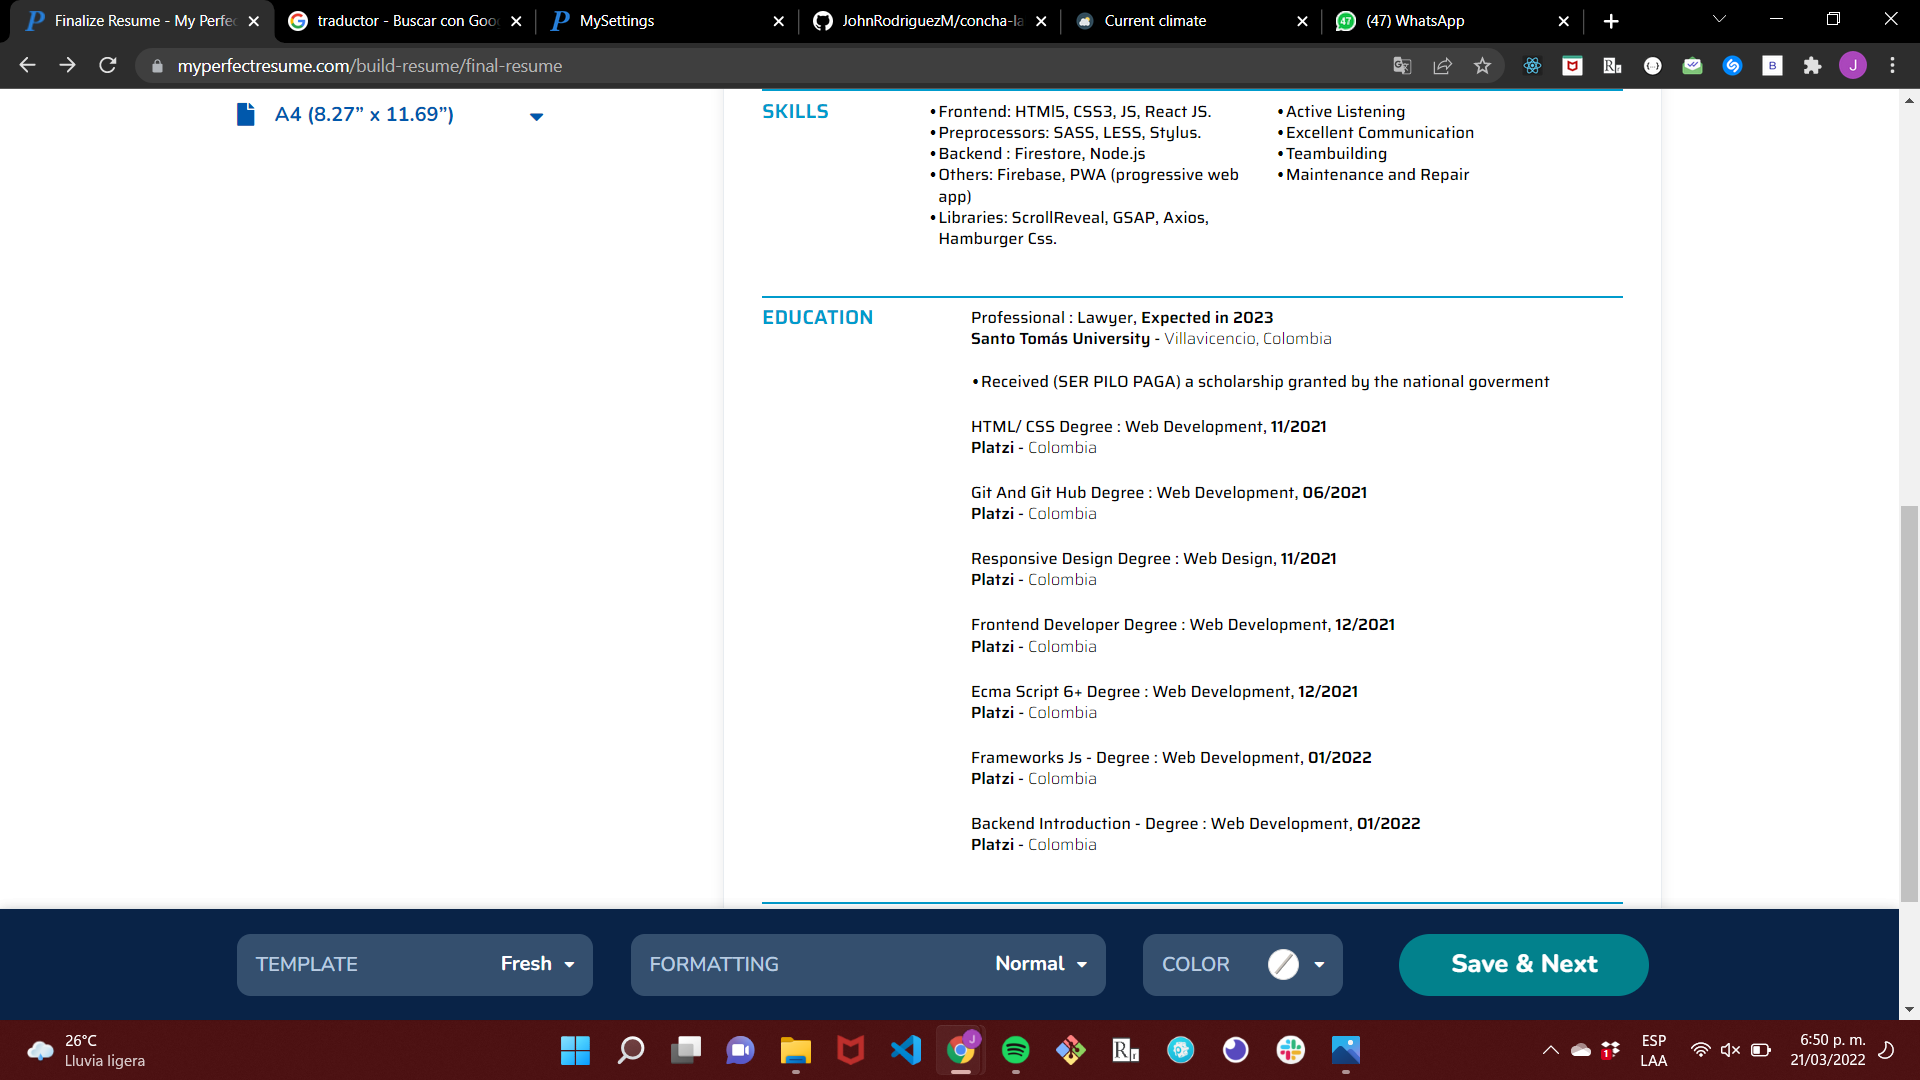 Finalize Resume - My Perfec
traductor - Buscar con Goo
MySettings
JohnRodriguezM/concha-la
Current climate
(47) WhatsApp
myperfectresume.com/build-resume/final-resume
A4 (8.27” x 11.69”)
SKILLS
•Frontend: HTMl5, CSS3, JS, React JS.
•Preprocessors: SASS, LESS, Stylus.
•Backend : Firestore, Node.js
•Others: Firebase, PWA (progressive web
app)
•Libraries: ScrollReveal, GSAP, Axios,
Hamburger Css.
•Active Listening
•Excellent Communication
•Teambuilding
•Maintenance and Repair
EDUCATION
Professional : Lawyer, Expected in 2023
Santo Tomás University - Villavicencio, Colombia
•Received (SER PILO PAGA) a scholarship granted by the national goverment
HTML/ CSS Degree : Web Development, 11/2021
Platzi - Colombia
Git And Git Hub Degree : Web Development, 06/2021
Platzi - Colombia
Responsive Design Degree : Web Design, 11/2021
Platzi - Colombia
Frontend Developer Degree : Web Development, 12/2021
Platzi - Colombia
Ecma Script 6+ Degree : Web Development, 12/2021
Platzi - Colombia
Frameworks Js - Degree : Web Development, 01/2022
Platzi - Colombia
Backend Introduction - Degree : Web Development, 01/2022
Platzi - Colombia
TEMPLATE Fresh
FORMATTING Normal
COLOR
Save & Next
26°C
Lluvia ligera
ESP
LAA
6:50 p. m.
21/03/2022